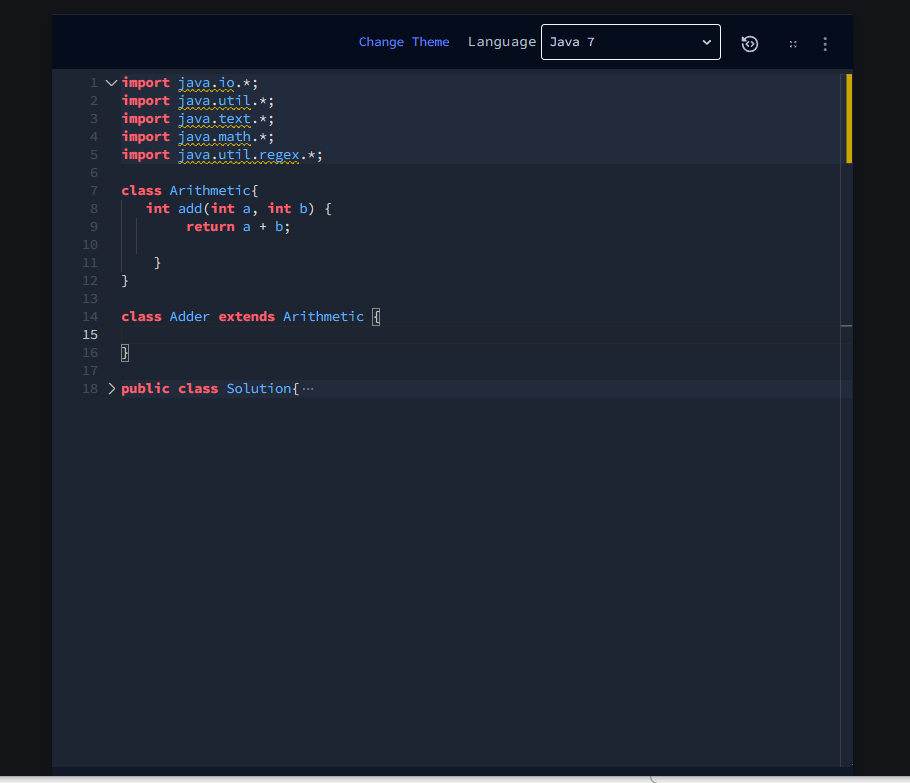 Change Theme Language Java 7
1 import java.io.*;
2 import java.util.*;
3 import java.text.*;
4 import java.math.*;
5 import java.util.regex.*;
6
7 class Arithmetic{
8 int add(int a, int b) {
9 return a + b;
10
11 }
12 }
13
14 class Adder extends Arithmetic {
15
16 }
17
18 public class Solution{⋯